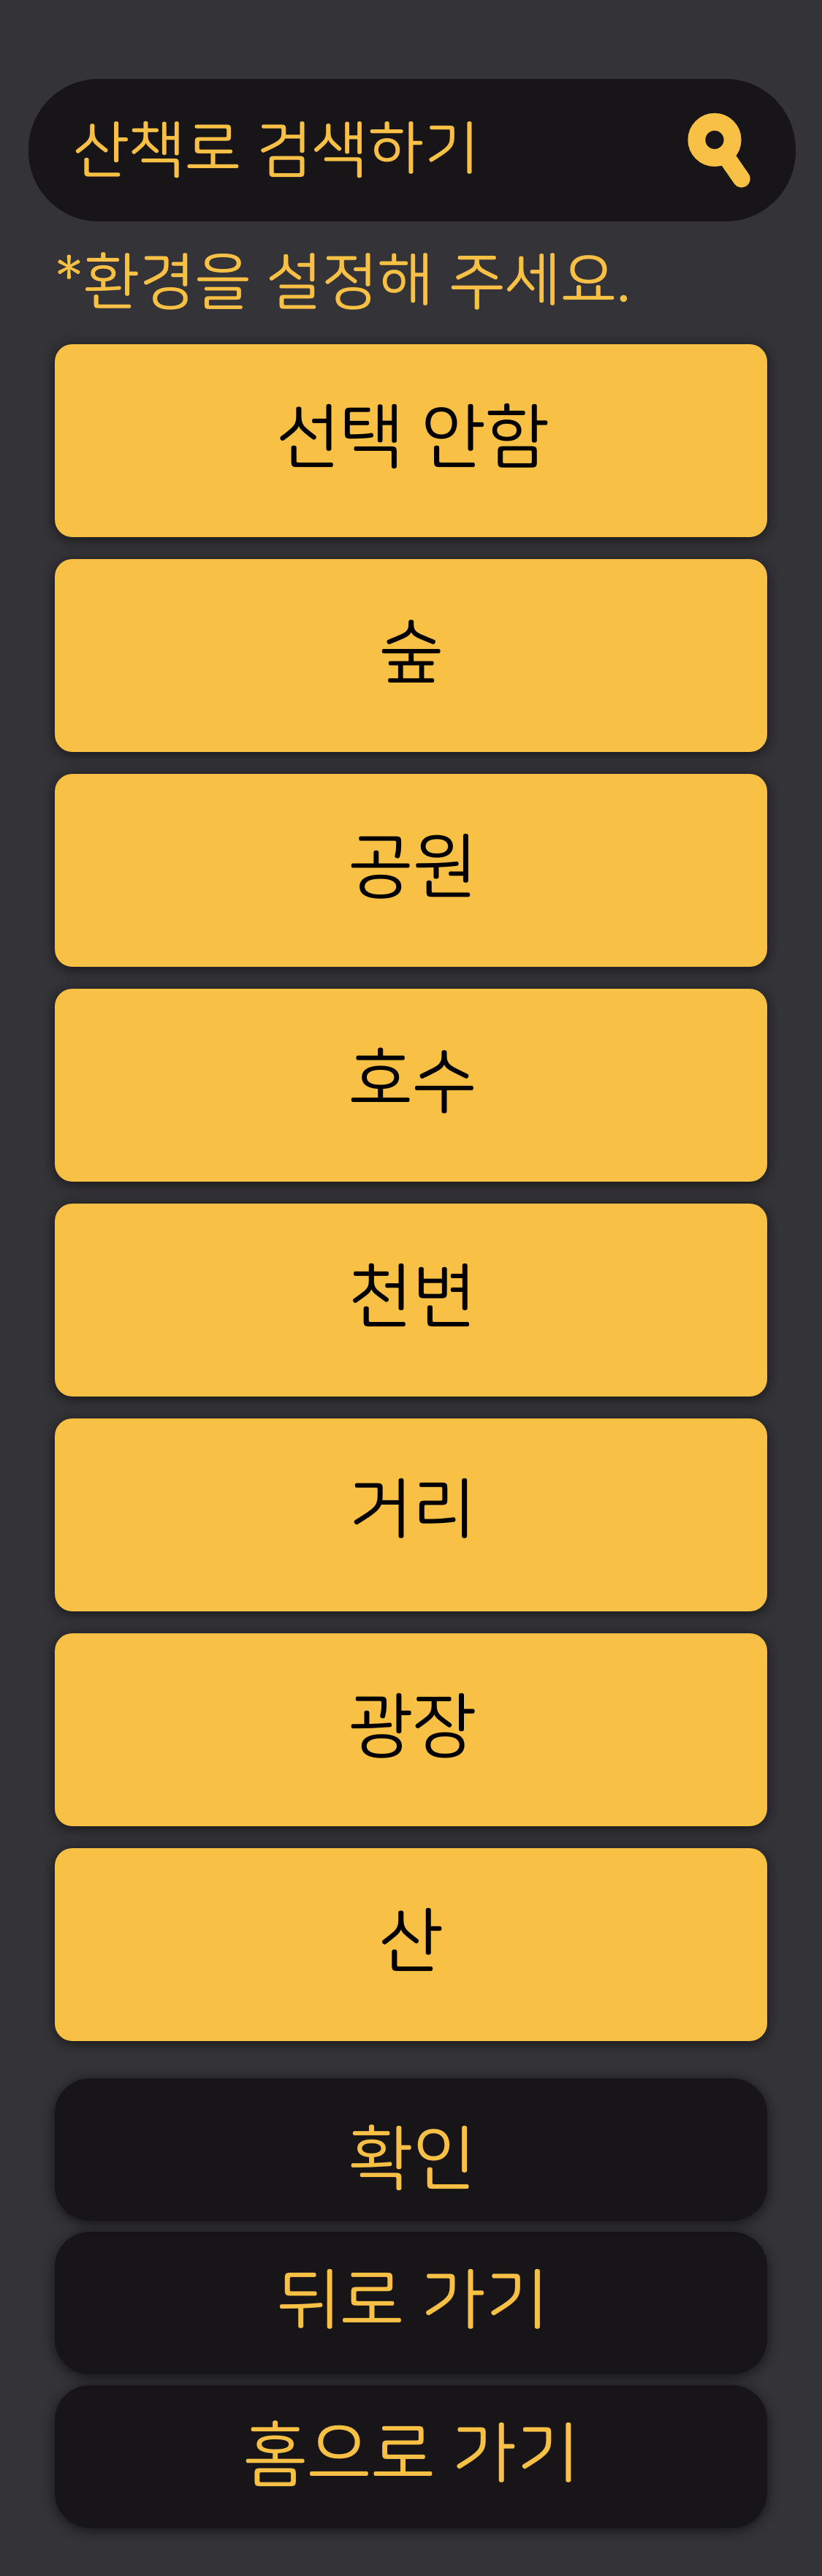 산책로 검색하기
*환경을 설정해 주세요.
선택 안함
숲
공원
호수
천변
거리
광장
산
확인
뒤로 가기
홈으로 가기